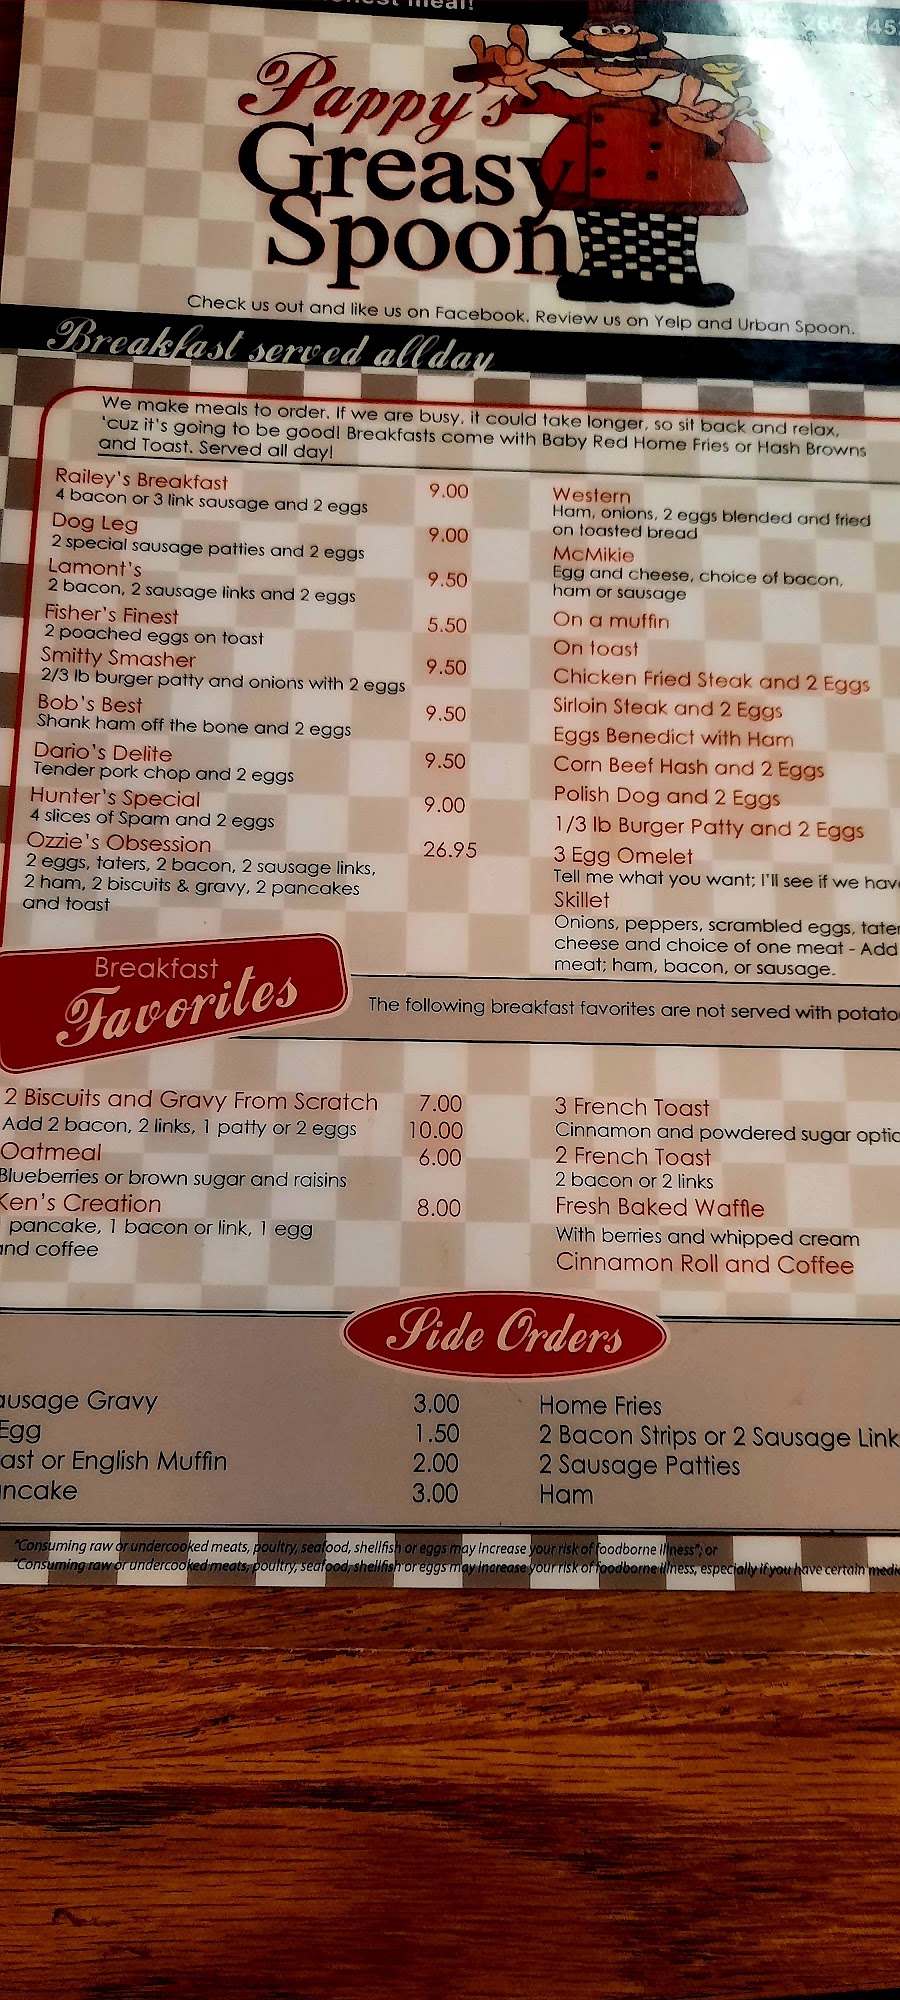 meal!
Pappy's
Greasy
Spoon
Check us out and like us on Facebook. Review us on Yelp and Urban Spoon.
Breakfast served all day
We make meals to order. If we are busy, it could take longer, so sit back and relax,
'cuz it's going to be good! Breakfasts come with Baby Red Home Fries or Hash Browns
and Toast. Served all day!
Railey's Breakfast 9.00
4 bacon or 3 link sausage and 2 eggs
Dog Leg 9.00
2 special sausage patties and 2 eggs
Lamont's 9.50
2 bacon, 2 sausage links and 2 eggs
Fisher's Finest 5.50
2 poached eggs on toast
Smitty Smasher 9.50
2/3 lb burger patty and onions with 2 eggs
Bob's Best 9.50
Shank ham off the bone and 2 eggs
Dario's Delite 9.50
Tender pork chop and 2 eggs
Hunter's Special 9.00
4 slices of Spam and 2 eggs
Ozzie's Obsession 26.95
2 eggs, taters, 2 bacon, 2 sausage links,
2 ham, 2 biscuits & gravy, 2 pancakes
and toast
Western
Ham, onions, 2 eggs blended and fried
on toasted bread
McMikie
Egg and cheese, choice of bacon,
ham or sausage
On a muffin
On toast
Chicken Fried Steak and 2 Eggs
Sirloin Steak and 2 Eggs
Eggs Benedict with Ham
Corn Beef Hash and 2 Eggs
Polish Dog and 2 Eggs
1/3 lb Burger Patty and 2 Eggs
3 Egg Omelet
Tell me what you want; I'll see if we have
Skillet
Onions, peppers, scrambled eggs, tater
cheese and choice of one meat - Add
meat; ham, bacon, or sausage.
Breakfast
Favorites
The following breakfast favorites are not served with potato
2 Biscuits and Gravy From Scratch 7.00
Add 2 bacon, 2 links, 1 patty or 2 eggs 10.00
Oatmeal 6.00
Blueberries or brown sugar and raisins
Ken's Creation 8.00
pancake, 1 bacon or link, 1 egg
and coffee
3 French Toast
Cinnamon and powdered sugar optio
2 French Toast
2 bacon or 2 links
Fresh Baked Waffle
With berries and whipped cream
Cinnamon Roll and Coffee
Side Orders
ausage Gravy 3.00
Egg 1.50
ast or English Muffin 2.00
ncake 3.00
Home Fries
2 Bacon Strips or 2 Sausage Link
2 Sausage Patties
Ham
"Consuming raw or undercooked meats, poultry, seafood, shellfish or eggs may increase your risk of foodborne illness"; or
"Consuming raw or undercooked meats, poultry, seafood, shellfish or eggs may increase your risk of foodborne illness, especially if you have certain medic